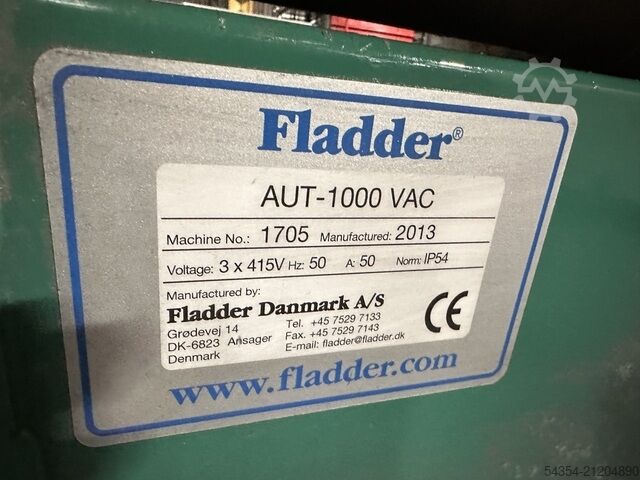 Fladder®
AUT-1000 VAC
Machine No.: 1705 Manufactured: 2013
Voltage: 3 x 415V Hz: 50 A: 50 Norm: IP54
Manufactured by:
Fladder Danmark A/S
Grødevej 14 Tel. +45 7529 7133
DK-6823 Ansager Fax. +45 7529 7143
Denmark E-mail: fladder@fladder.dk
CE
www.fladder.com
54354-21204890